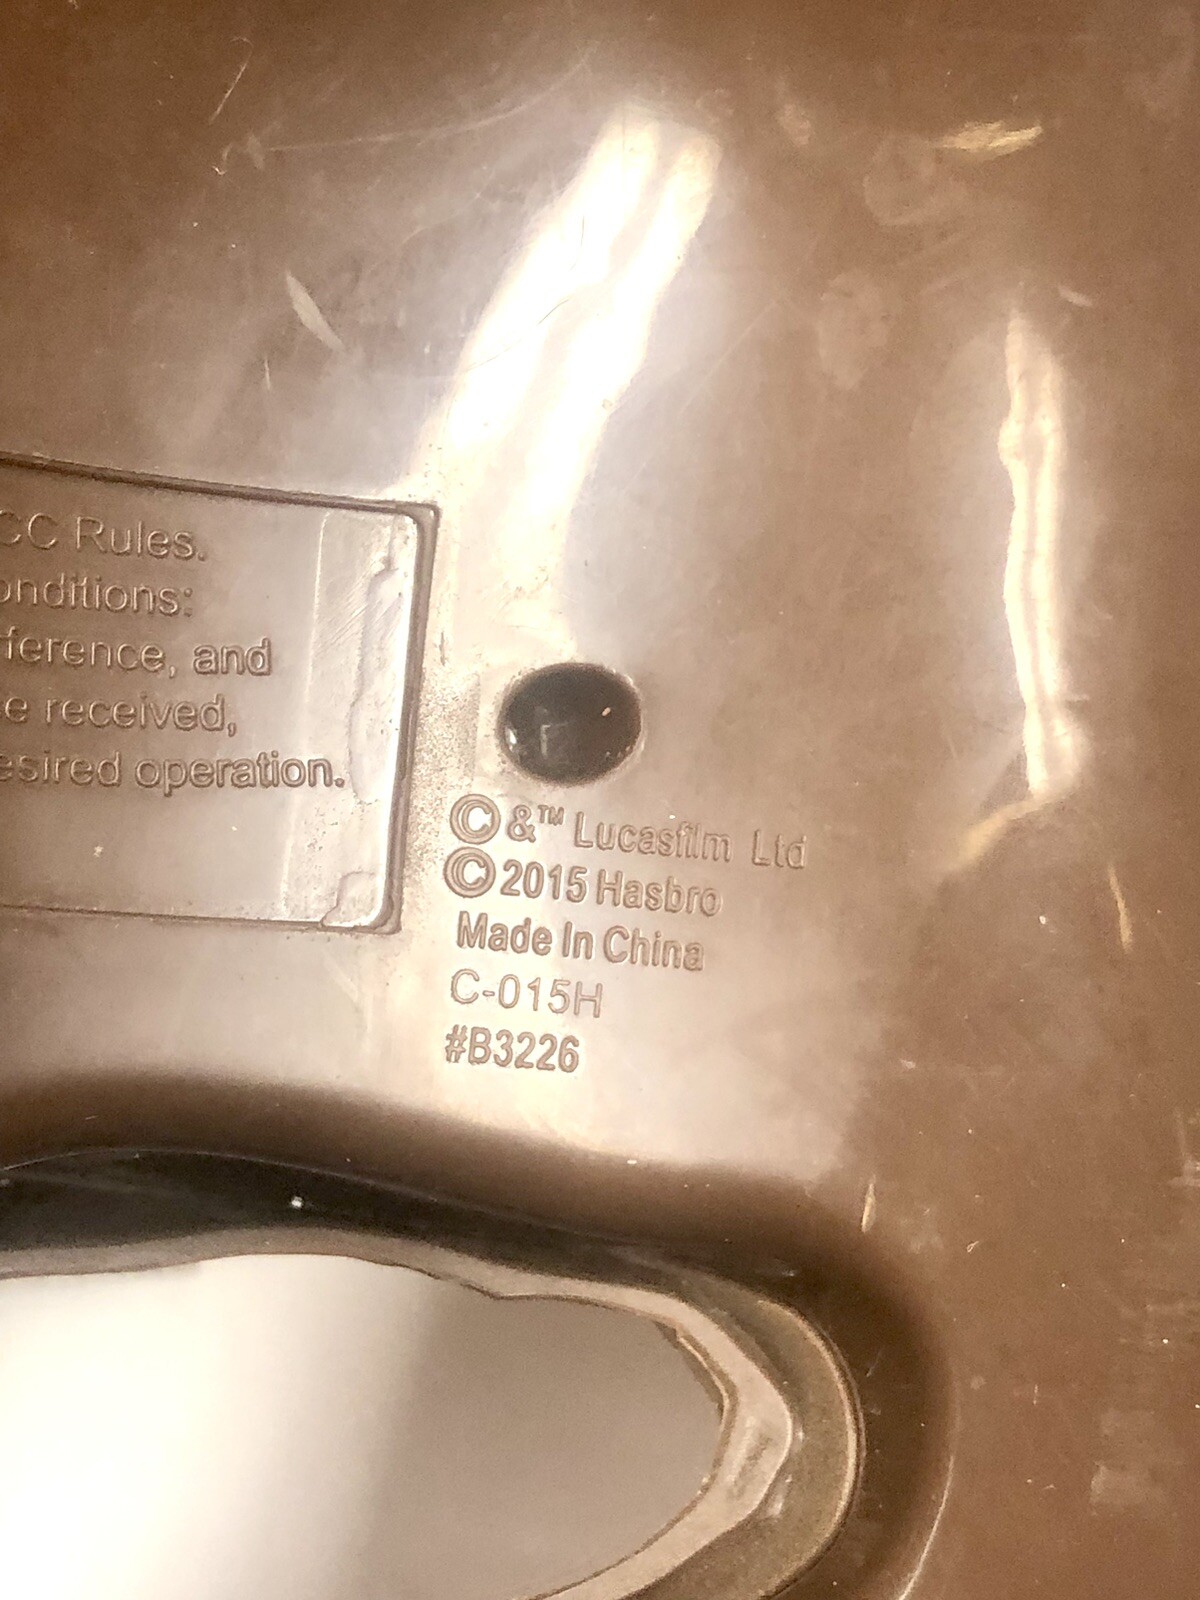 CC Rules.
onditions:
ference, and
e received,
esired operation.
©&™ Lucasfilm Ltd
©2015 Hasbro
Made In China
C-015H
#B3226